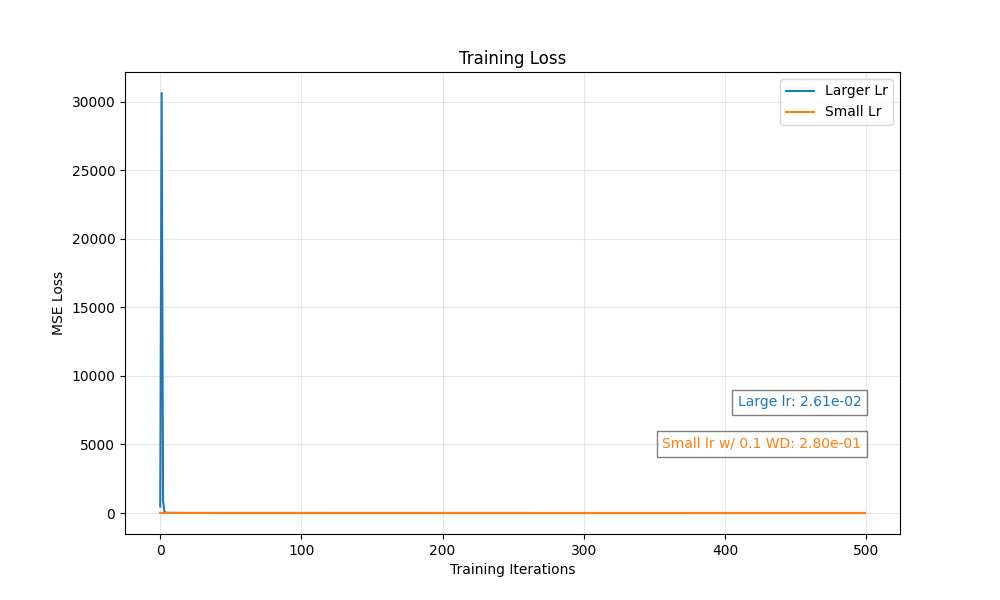 Training Loss
Larger Lr
Small Lr
MSE Loss
30000
25000
20000
15000
10000
5000
0
Large lr: 2.61e-02
Small lr w/ 0.1 WD: 2.80e-01
0 100 200 300 400 500
Training Iterations